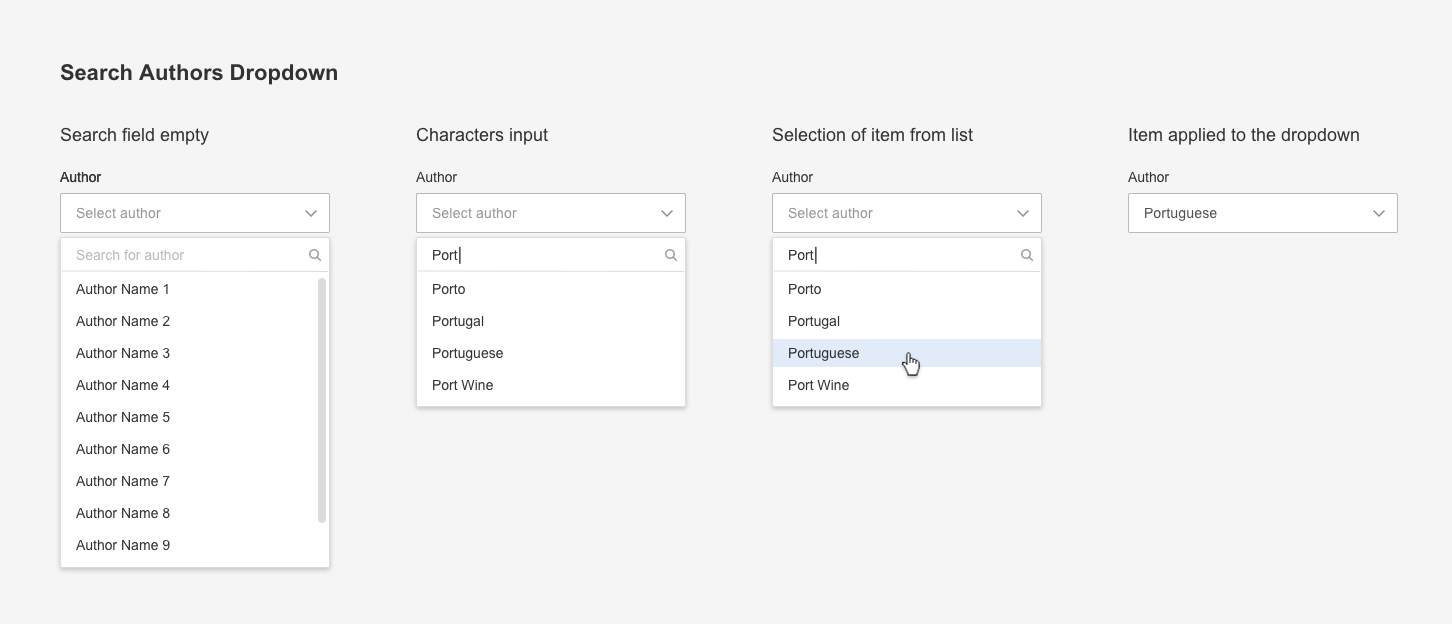 Search Authors Dropdown
Search field empty
Author
Select author
Search for author
Author Name 1
Author Name 2
Author Name 3
Author Name 4
Author Name 5
Author Name 6
Author Name 7
Author Name 8
Author Name 9
Characters input
Author
Select author
Port
Porto
Portugal
Portuguese
Port Wine
Selection of item from list
Author
Select author
Port
Porto
Portugal
Portuguese
Port Wine
Item applied to the dropdown
Author
Portuguese